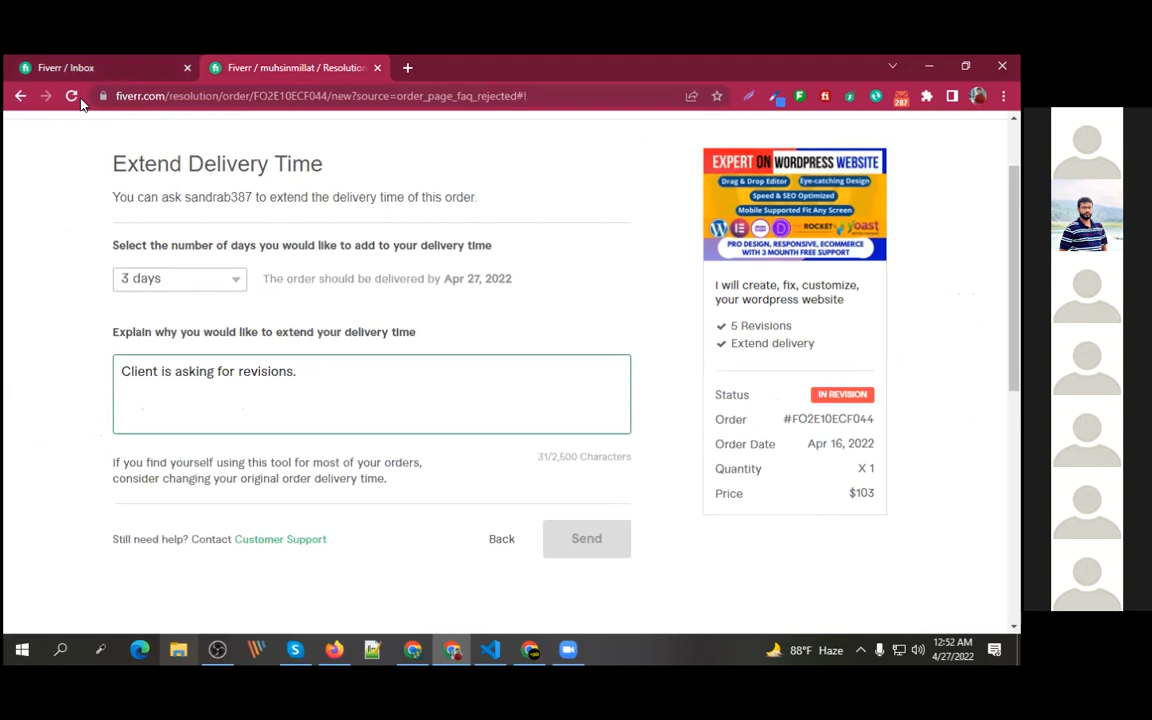 Fiverr / Inbox
Fiverr / muhsinmillat / Resolution
fiverr.com/resolution/order/FO2E10ECF044/new?source=order_page_faq_rejected#!
287
Extend Delivery Time
You can ask sandrab387 to extend the delivery time of this order.
Select the number of days you would like to add to your delivery time
3 days
The order should be delivered by Apr 27, 2022
Explain why you would like to extend your delivery time
Client is asking for revisions.
31/2,500 Characters
If you find yourself using this tool for most of your orders,
consider changing your original order delivery time.
Still need help? Contact Customer Support
Back
Send
EXPERT ON WORDPRESS WEBSITE
Drag & Drop Editor
Eye-catching Design
Speed & SEO Optimized
Mobile Supported Fit Any Screen
ROCKET
yoast
PRO DESIGN, RESPONSIVE, ECOMMERCE
WITH 3 MOUNTH FREE SUPPORT
I will create, fix, customize,
your wordpress website
5 Revisions
Extend delivery
Status IN REVISION
Order #FO2E10ECF044
Order Date Apr 16, 2022
Quantity X 1
Price $103
88°F Haze
12:52 AM
4/27/2022